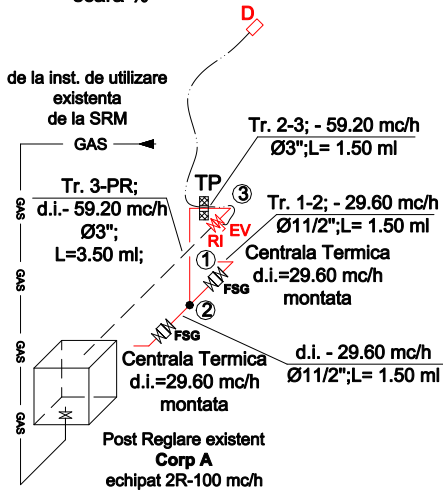 scara %
D
de la inst. de utilizare
existenta
de la SRM
GAS
Tr. 2-3; - 59.20 mc/h
Ø3";L= 1.50 ml
Tr. 3-PR;
d.i.- 59.20 mc/h
Ø3";
L=3.50 ml;
TP
3
EV
RI
Tr. 1-2; - 29.60 mc/h
Ø11/2";L= 1.50 ml
1
Centrala Termica
d.i.=29.60 mc/h
montata
FSG
2
FSG
Centrala Termica
d.i.=29.60 mc/h
montata
d.i. - 29.60 mc/h
Ø11/2";L= 1.50 ml
GAS
GAS
GAS
GAS
Post Reglare existent
Corp A
echipat 2R-100 mc/h